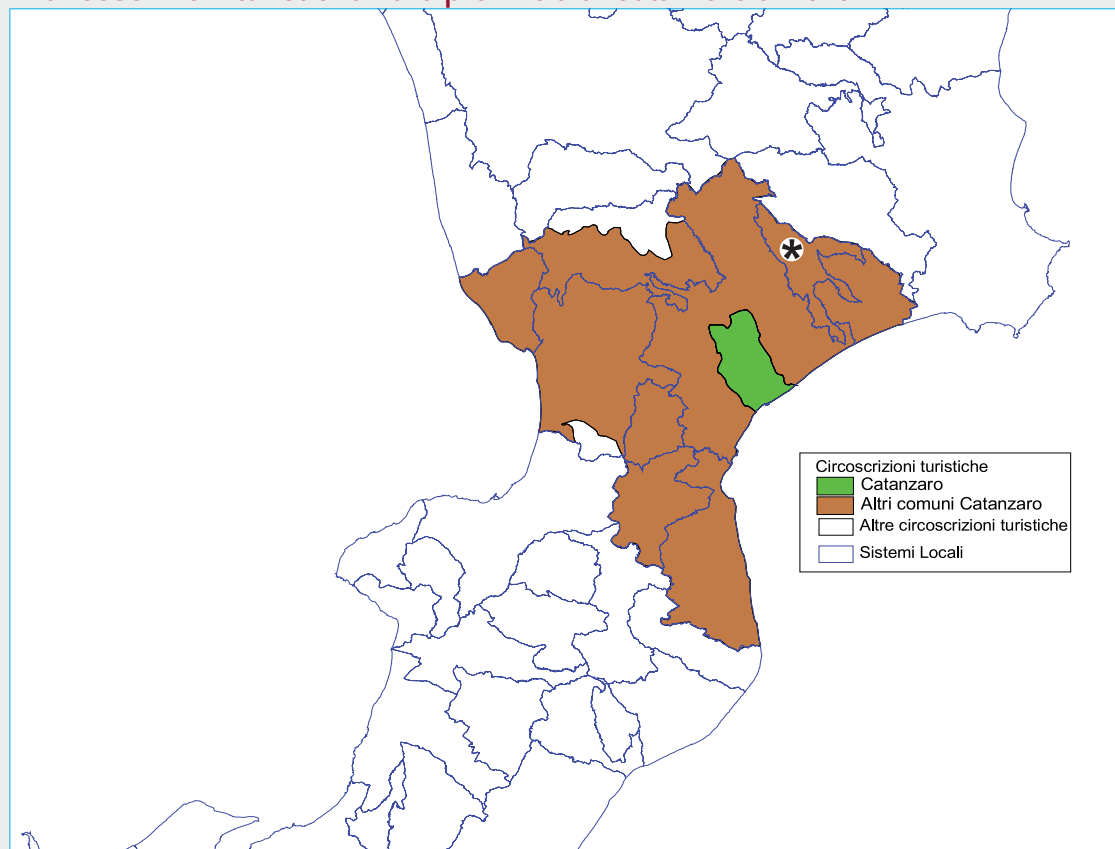 Circoscrizioni turistiche
Catanzaro
Altri comuni Catanzaro
Altre circoscrizioni turistiche
Sistemi Locali
*